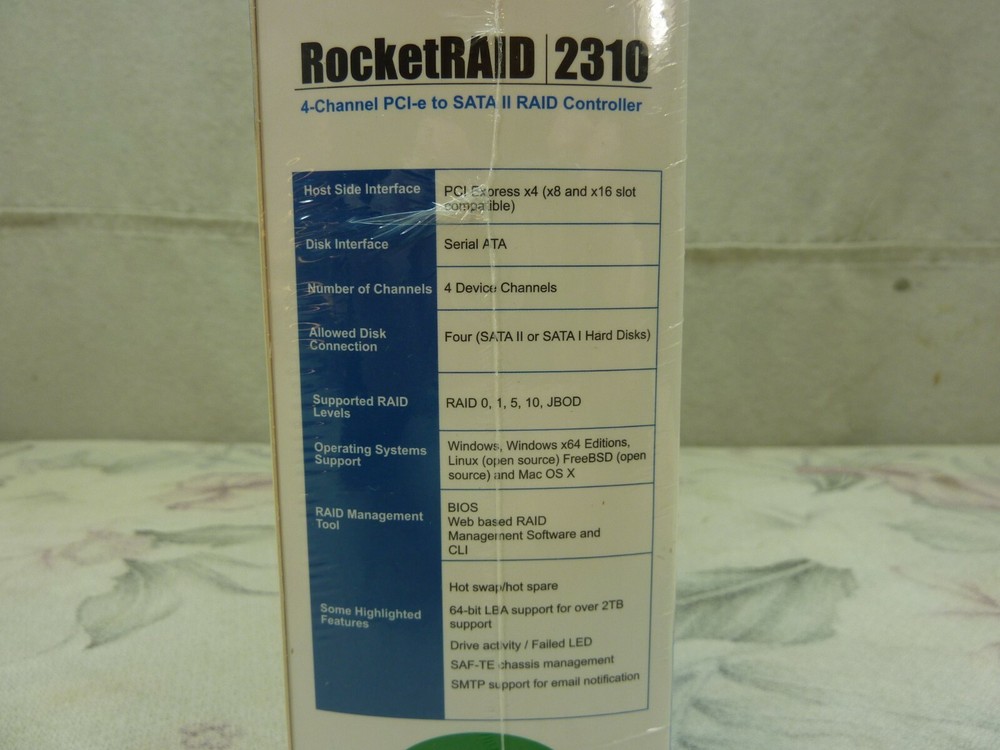 RocketRAID 2310
4-Channel PCI-e to SATA II RAID Controller
Host Side Interface
PCI Express x4 (x8 and x16 slot
compatible)
Disk Interface
Serial ATA
Number of Channels
4 Device Channels
Allowed Disk
Connection
Four (SATA II or SATA I Hard Disks)
Supported RAID
Levels
RAID 0, 1, 5, 10, JBOD
Operating Systems
Support
Windows, Windows x64 Editions,
Linux (open source) FreeBSD (open
source) and Mac OS X
RAID Management
Tool
BIOS
Web based RAID
Management Software and
CLI
Some Highlighted
Features
Hot swap/hot spare
64-bit LBA support for over 2TB
support
Drive activity / Failed LED
SAF-TE chassis management
SMTP support for email notification